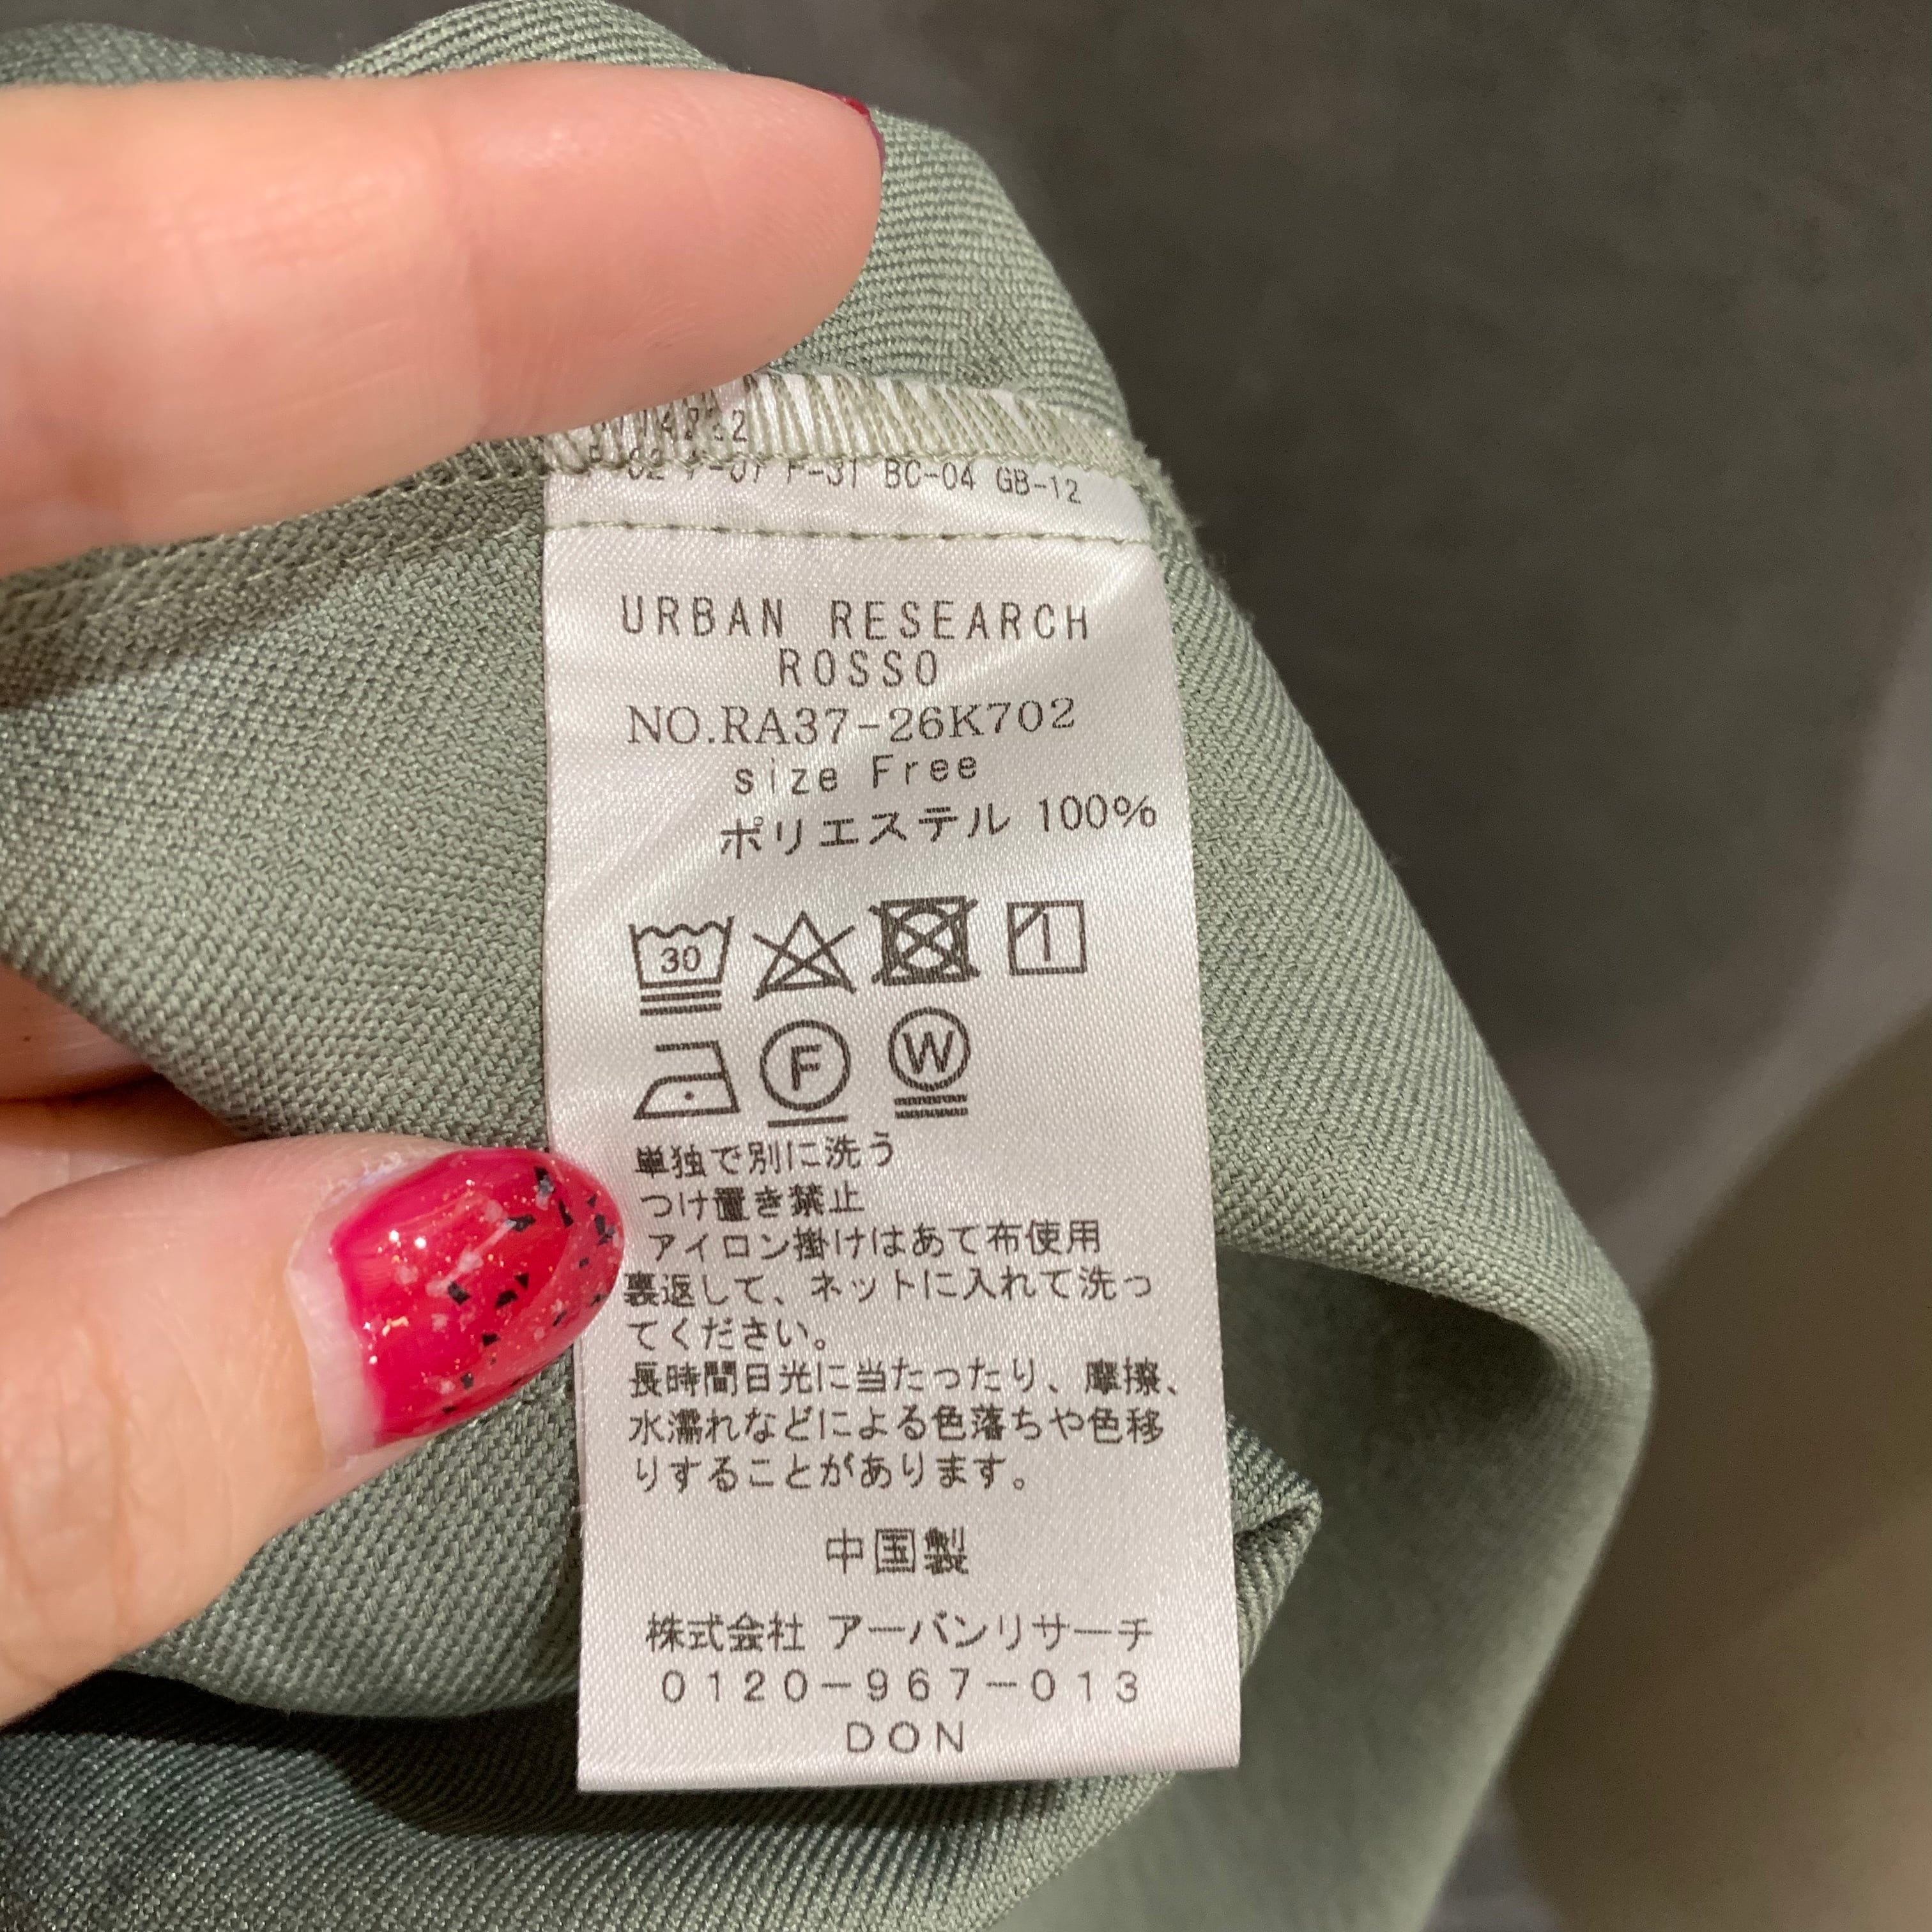 BC-04 GB-12
URBAN RESEARCH
ROSSO
NO.RA37-26K702
size Free
ポリエステル 100%
30
F
W
単独で別に洗う
つけ置き禁止
アイロン掛けはあて布使用
裏返して、ネットに入れて洗っ
てください。
長時間日光に当たったり、摩擦、
水濡れなどによる色落ちや色移
りすることがあります。
中国製
株式会社 アーバンリサーチ
0120-967-013
DON